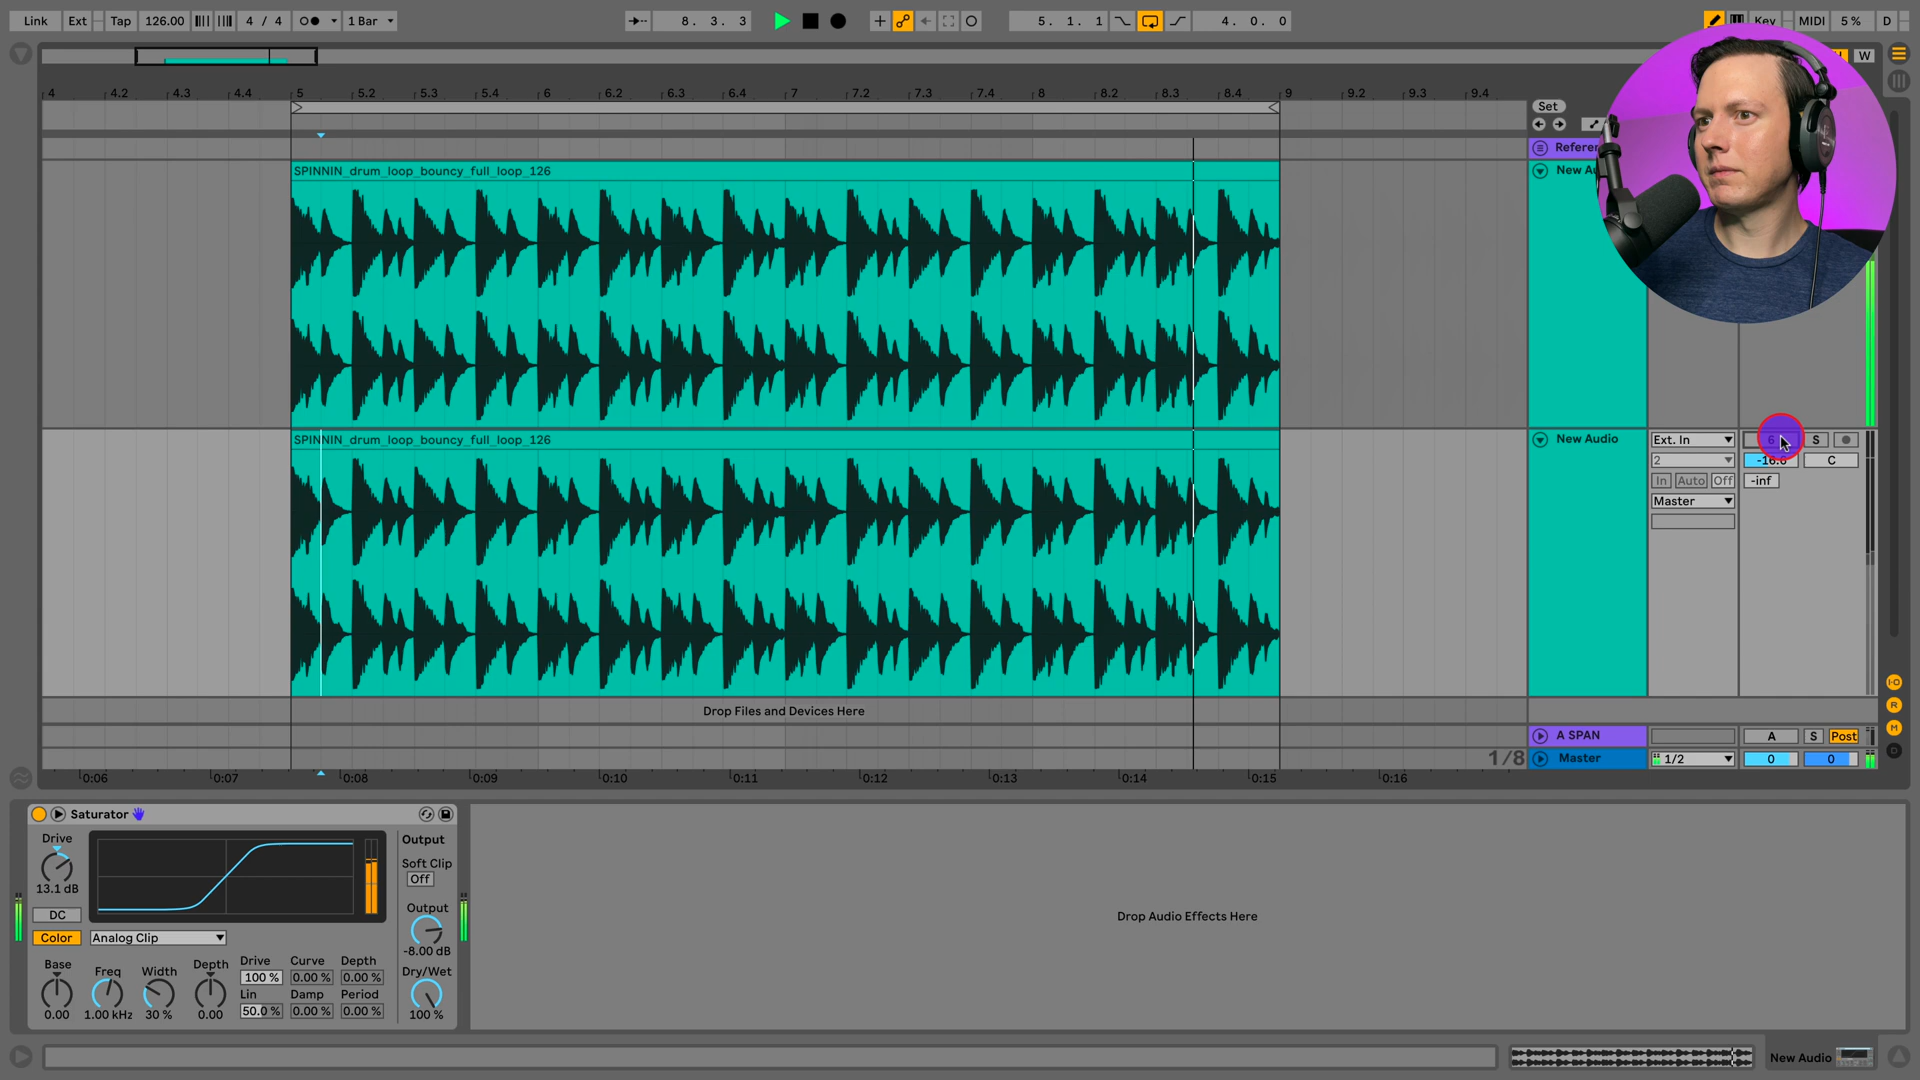 Link Ext Tap 126.00 4 / 4 1 Bar 8. 3. 3 5. 1. 1 4. 0. 0 Key MIDI 5 % D
W
4 4.2 4.3 4.4 5 5.2 5.3 5.4 6 6.2 6.3 6.4 7 7.2 7.3 7.4 8 8.2 8.3 8.4 9 9.2 9.3 9.4
Set
SPINNIN_drum_loop_bouncy_full_loop_126
SPINNIN_drum_loop_bouncy_full_loop_126
New Audio Ext. In 6 S
2 -16.6 C
In Auto Off -inf
Master
Drop Files and Devices Here
A SPAN A S Post
1/8 Master 1/2 0 0
0:06 0:07 0:08 0:09 0:10 0:11 0:12 0:13 0:14 0:15 0:16
I·O
R
M
D
Saturator
Drive
13.1 dB
DC
Color Analog Clip
Output
Soft Clip
Off
Output
-8.00 dB
Base Freq Width Depth Drive Curve Depth Dry/Wet
100 % 0.00 % 0.00 %
Lin Damp Period
0.00 1.00 kHz 30 % 0.00 50.0 % 0.00 % 0.00 % 100 %
Drop Audio Effects Here
New Audio